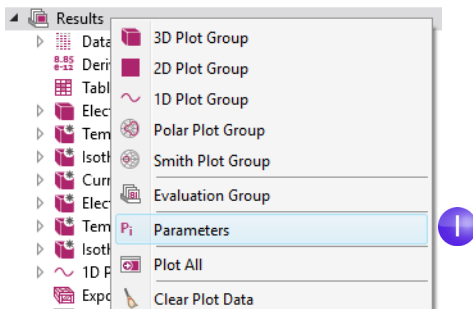 Results
Data
8.85
e-12
Deri
Tabl
Elec
Tem
Isoth
Curr
Elec
Tem
Isoth
1D P
Expo
3D Plot Group
2D Plot Group
1D Plot Group
Polar Plot Group
Smith Plot Group
Evaluation Group
Pi Parameters
Plot All
Clear Plot Data
I